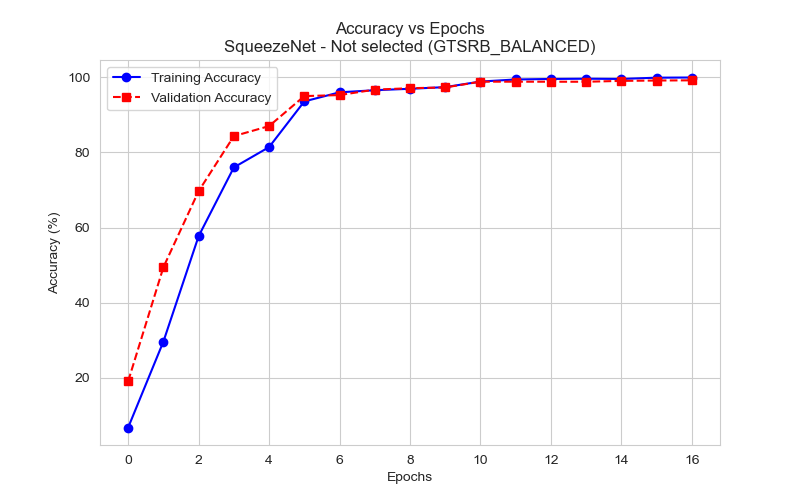 Accuracy vs Epochs
SqueezeNet - Not selected (GTSRB_BALANCED)
Training Accuracy
Validation Accuracy
100
80
60
40
20
Accuracy (%)
0 2 4 6 8 10 12 14 16
Epochs